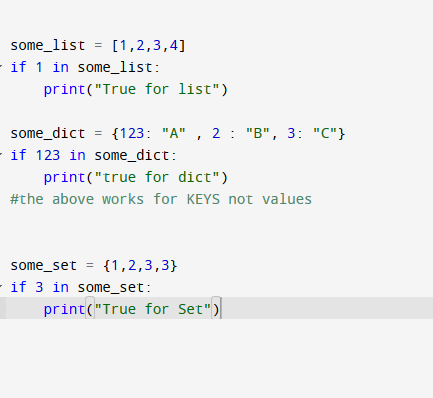 some_list = [1,2,3,4]
if 1 in some_list:
    print("True for list")
some_dict = {123: "A" , 2 : "B", 3: "C"}
if 123 in some_dict:
    print("true for dict")
#the above works for KEYS not values
some_set = {1,2,3,3}
if 3 in some_set:
    print("True for Set")